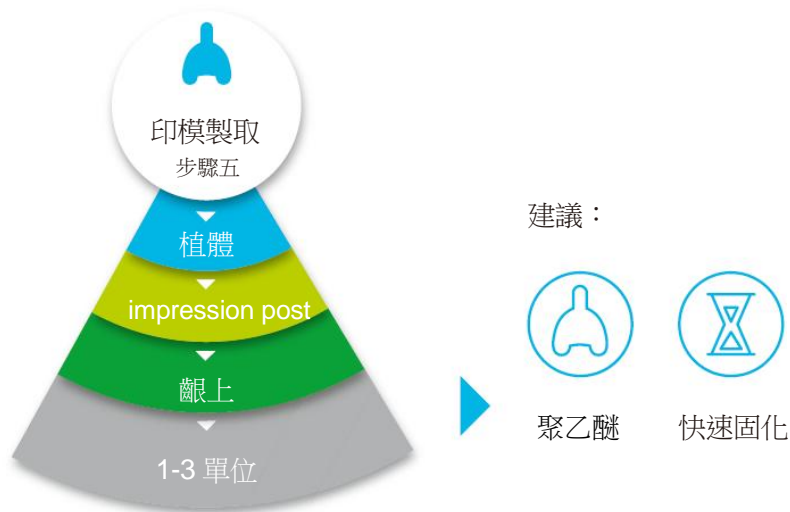 印模製取
步驟五
植體
impression post
齦上
1-3 單位
建議：
聚乙醚
快速固化